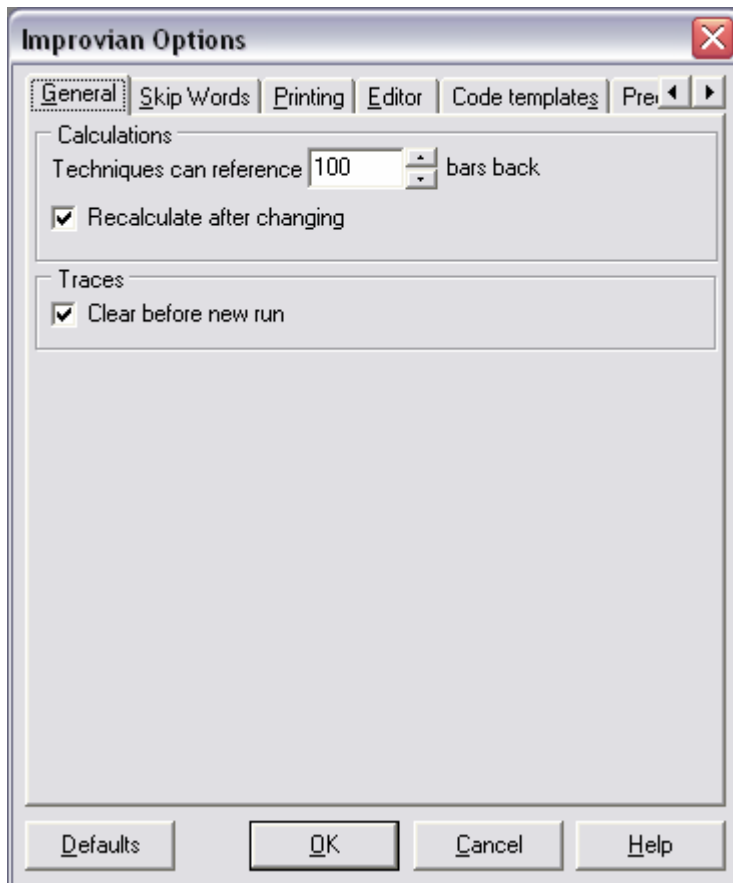 Improvian Options
General Skip Words Printing Editor Code templates
Calculations
Techniques can reference 100 bars back
Recalculate after changing
Traces
Clear before new run
Defaults OK Cancel Help